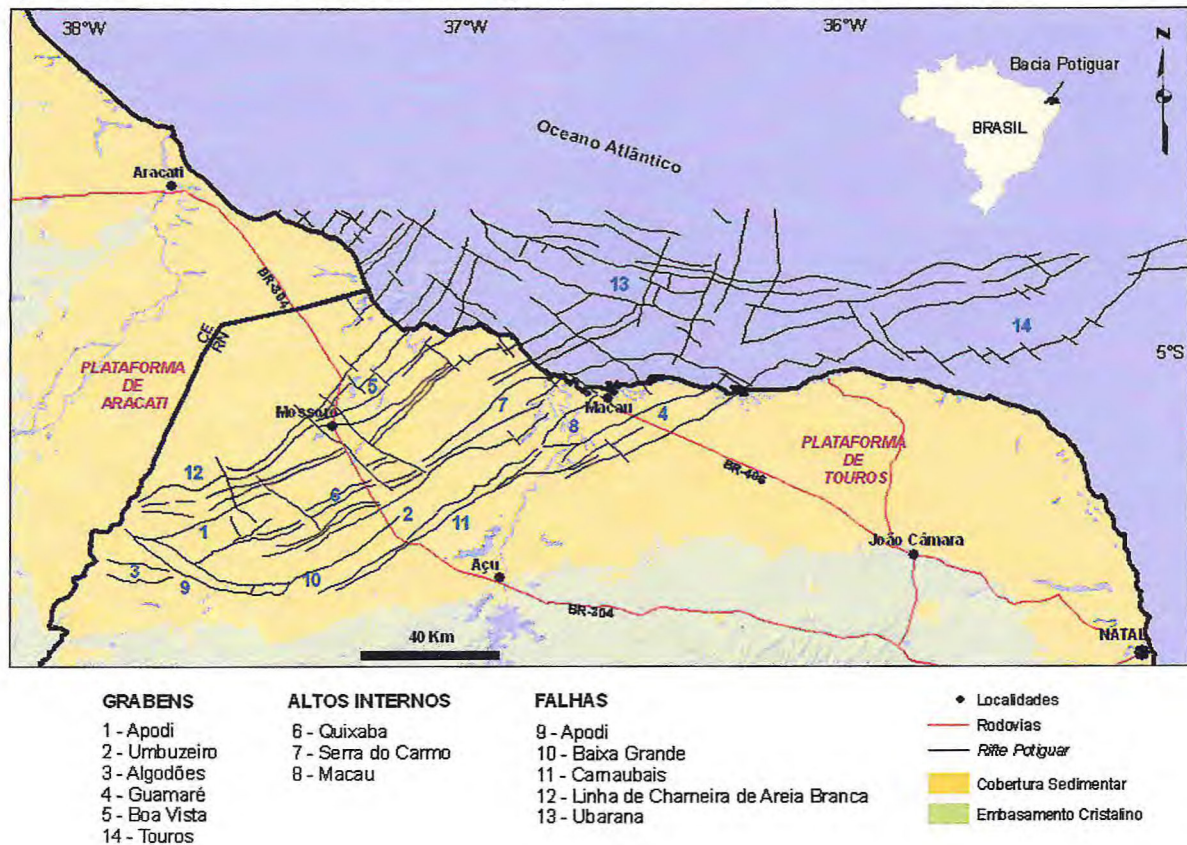 38°W
37°W
36°W
N
Bacia Potiguar
BRASIL
Oceano Atlântico
Aracati
BR-304
13
14
5°S
CE
RN
PLATAFORMA
DE
ARACATI
5
Mossoró
7
Macau
4
8
PLATAFORMA
DE
TOUROS
12
6
BR-406
1
2
11
João Câmara
3
9
10
Açu
BR-304
40 Km
NATAL
GRABENS
1 - Apodi
2 - Umbuzeiro
3 - Algodões
4 - Guamaré
5 - Boa Vista
14 - Touros
ALTOS INTERNOS
6 - Quixaba
7 - Serra do Carmo
8 - Macau
FALHAS
9 - Apodi
10 - Baixa Grande
11 - Carnaubais
12 - Linha de Charneira de Areia Branca
13 - Ubarana
Localidades
Rodovias
Rifte Potiguar
Cobertura Sedimentar
Embasamento Cristalino